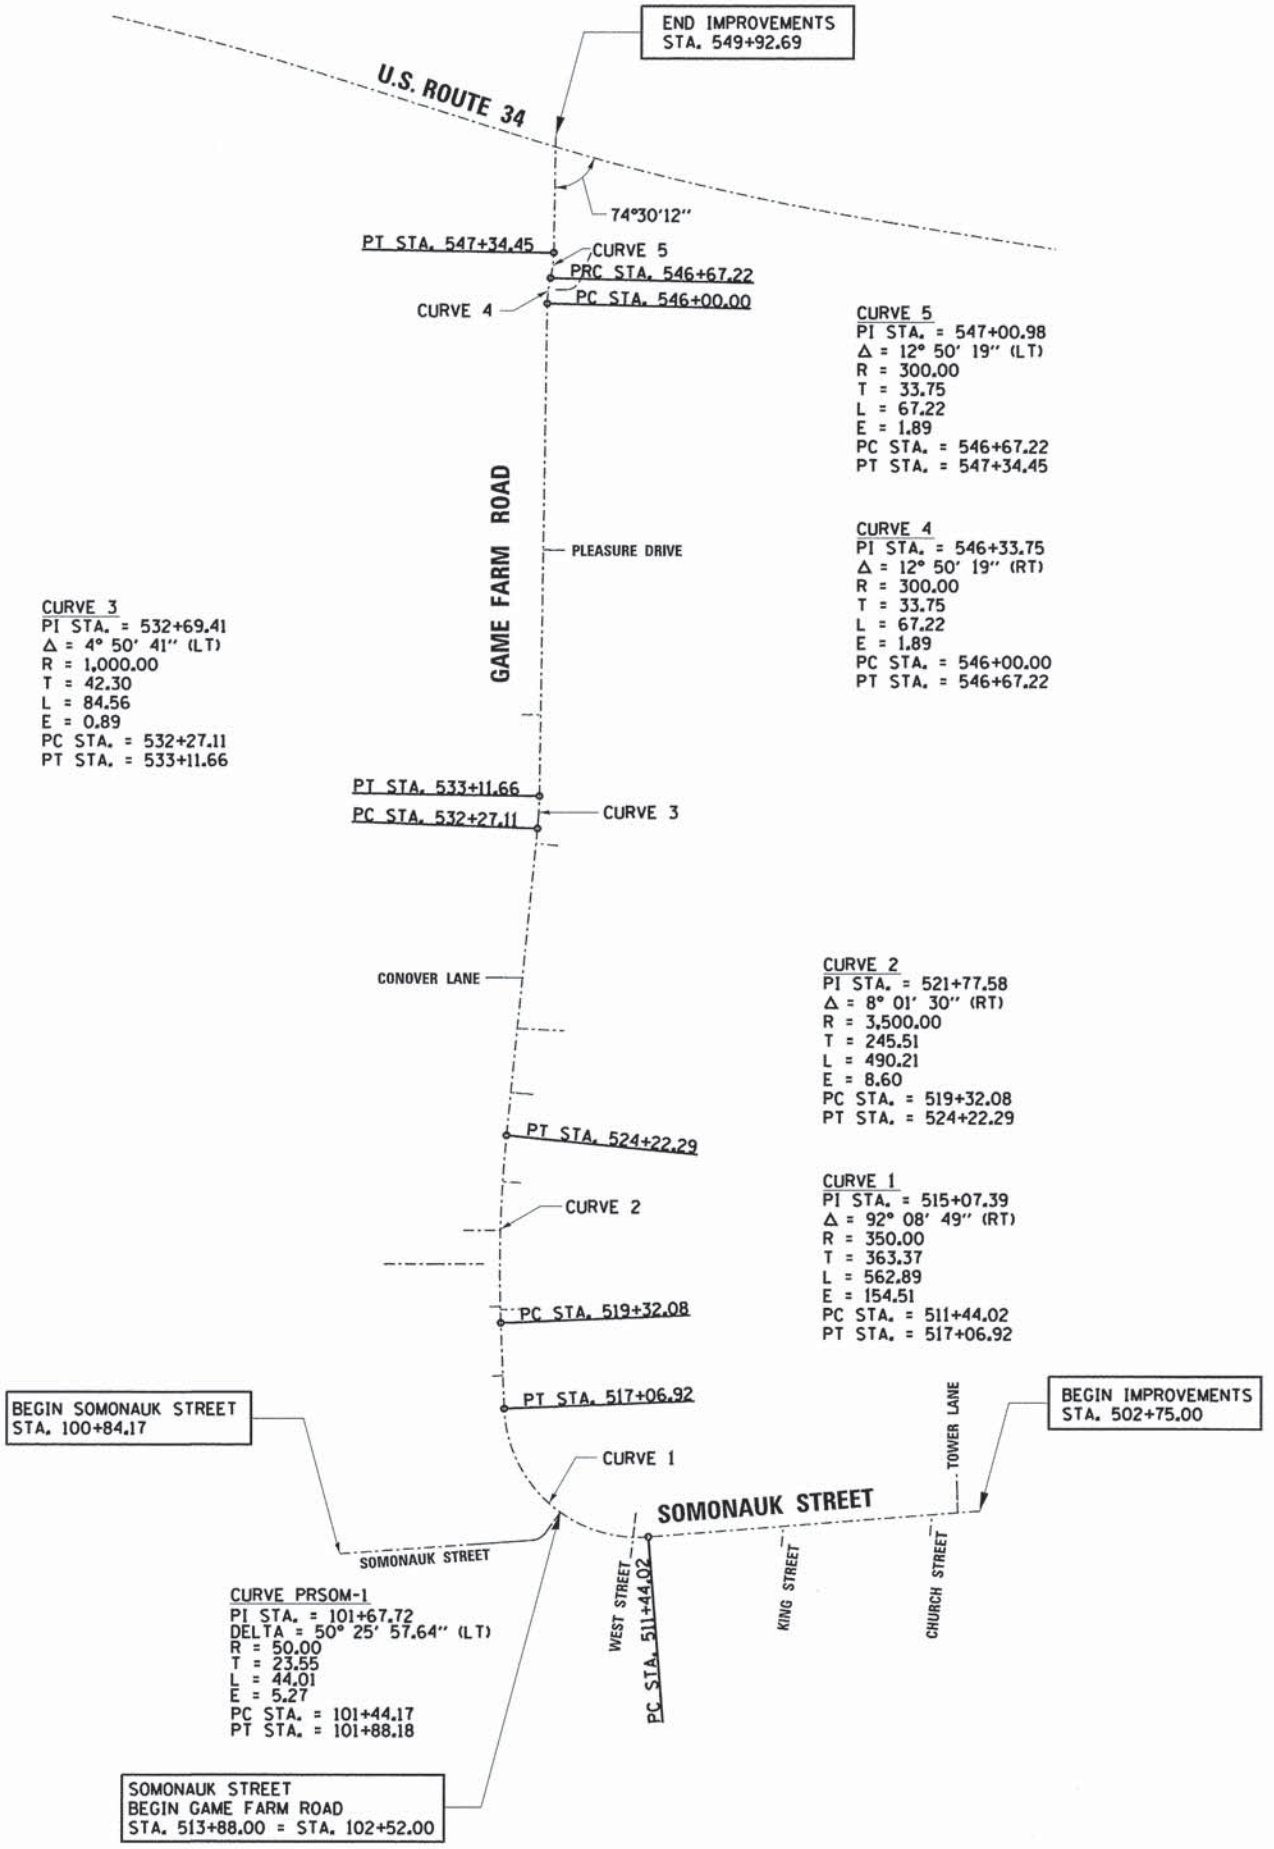 END IMPROVEMENTS
STA. 549+92.69
U.S. ROUTE 34
74°30'12"
PT STA. 547+34.45
CURVE 5
PRC STA. 546+67.22
CURVE 4
PC STA. 546+00.00
CURVE 5
PI STA. = 547+00.98
Δ = 12° 50' 19" (LT)
R = 300.00
T = 33.75
L = 67.22
E = 1.89
PC STA. = 546+67.22
PT STA. = 547+34.45
GAME FARM ROAD
PLEASURE DRIVE
CURVE 4
PI STA. = 546+33.75
Δ = 12° 50' 19" (RT)
R = 300.00
T = 33.75
L = 67.22
E = 1.89
PC STA. = 546+00.00
PT STA. = 546+67.22
CURVE 3
PI STA. = 532+69.41
Δ = 4° 50' 41" (LT)
R = 1,000.00
T = 42.30
L = 84.56
E = 0.89
PC STA. = 532+27.11
PT STA. = 533+11.66
PT STA. 533+11.66
PC STA. 532+27.11
CURVE 3
CONOVER LANE
CURVE 2
PI STA. = 521+77.58
Δ = 8° 01' 30" (RT)
R = 3,500.00
T = 245.51
L = 490.21
E = 8.60
PC STA. = 519+32.08
PT STA. = 524+22.29
PT STA. 524+22.29
CURVE 2
PC STA. 519+32.08
CURVE 1
PI STA. = 515+07.39
Δ = 92° 08' 49" (RT)
R = 350.00
T = 363.37
L = 562.89
E = 154.51
PC STA. = 511+44.02
PT STA. = 517+06.92
PT STA. 517+06.92
BEGIN SOMONAUK STREET
STA. 100+84.17
BEGIN IMPROVEMENTS
STA. 502+75.00
TOWER LANE
CURVE 1
SOMONAUK STREET
SOMONAUK STREET
WEST STREET
PC STA. 511+44.02
KING STREET
CHURCH STREET
CURVE PRSOM-1
PI STA. = 101+67.72
DELTA = 50° 25' 57.64" (LT)
R = 50.00
T = 23.55
L = 44.01
E = 5.27
PC STA. = 101+44.17
PT STA. = 101+88.18
SOMONAUK STREET
BEGIN GAME FARM ROAD
STA. 513+88.00 = STA. 102+52.00